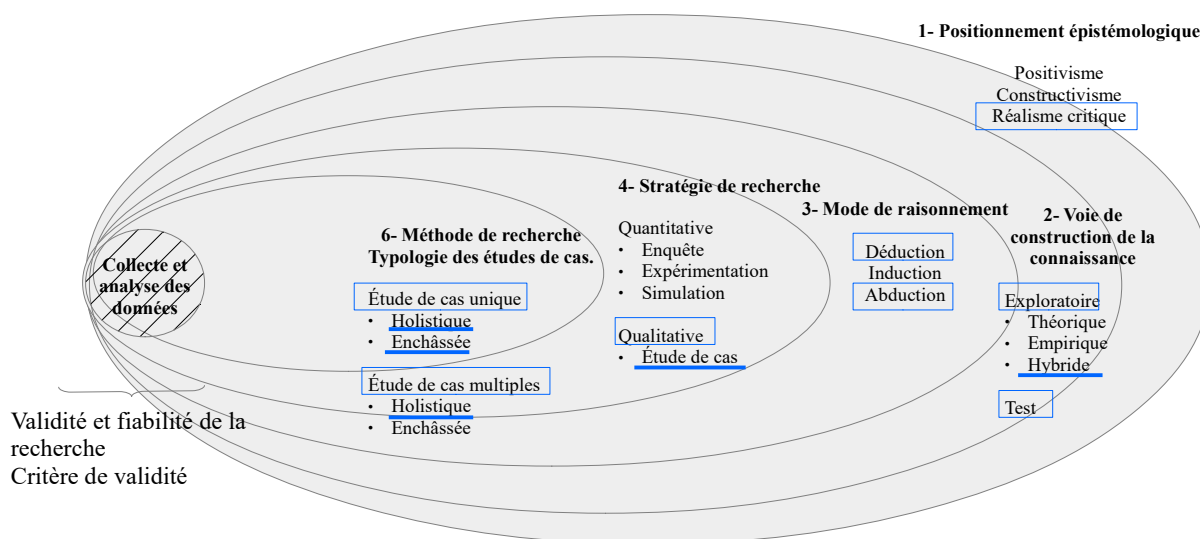 1- Positionnement épistémologique
Positivisme
Constructivisme
Réalisme critique
2- Voie de
construction de la
connaissance
Exploratoire
• Théorique
• Empirique
• Hybride
Test
3- Mode de raisonnement
Déduction
Induction
Abduction
4- Stratégie de recherche
Quantitative
• Enquête
• Expérimentation
• Simulation
Qualitative
• Étude de cas
6- Méthode de recherche
Typologie des études de cas.
Étude de cas unique
• Holistique
• Enchâssée
Étude de cas multiples
• Holistique
• Enchâssée
Collecte et
analyse des
données
Validité et fiabilité de la
recherche
Critère de validité